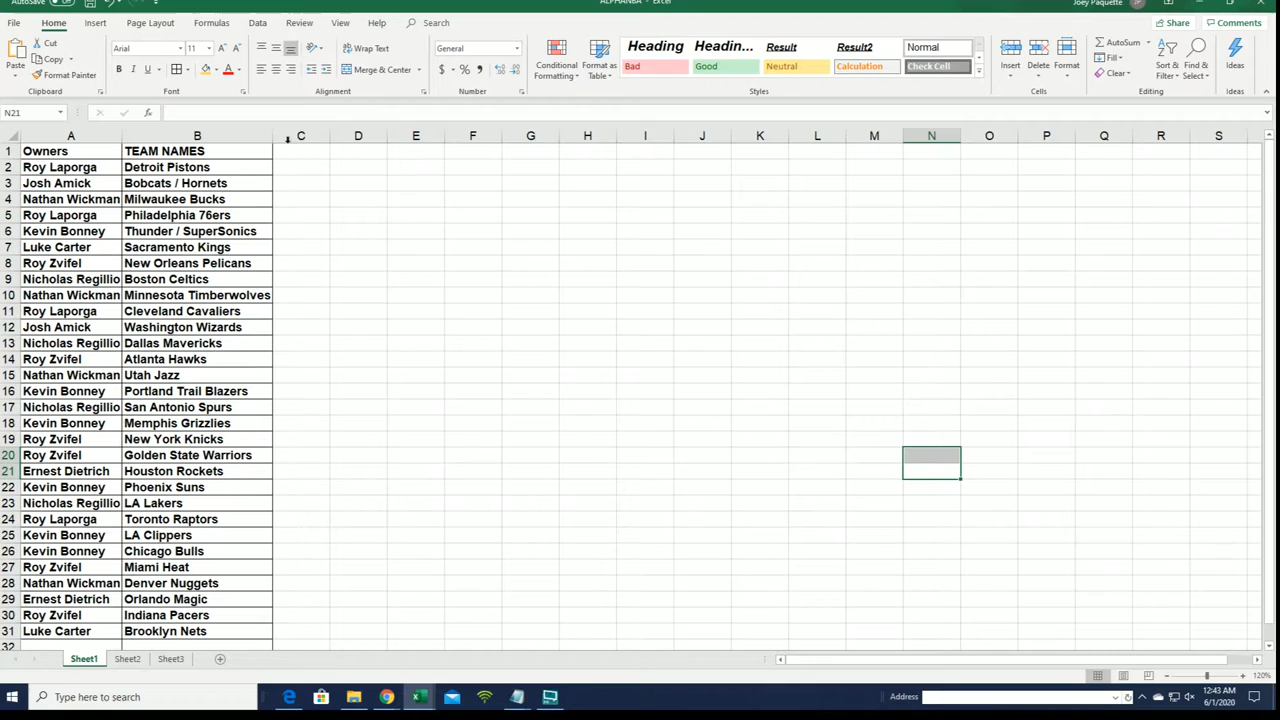 AutoSave Off ALPHANBA - Excel Joey Paquette JP
File Home Insert Page Layout Formulas Data Review View Help Search Share Comments
Paste Cut Copy Format Painter Clipboard
Arial 11 A A B I U A Font
Wrap Text Merge & Center Alignment
General $ % 9 Number
Conditional Formatting Format as Table
Heading Headin... Result Result2 Normal
Bad Good Neutral Calculation Check Cell
Styles
Insert Delete Format Cells
AutoSum Fill Clear Sort & Filter Find & Select Editing
Ideas Ideas
N21 fx
A B C D E F G H I J K L M N O P Q R S
1 Owners TEAM NAMES
2 Roy Laporga Detroit Pistons
3 Josh Amick Bobcats / Hornets
4 Nathan Wickman Milwaukee Bucks
5 Roy Laporga Philadelphia 76ers
6 Kevin Bonney Thunder / SuperSonics
7 Luke Carter Sacramento Kings
8 Roy Zvifel New Orleans Pelicans
9 Nicholas Regillio Boston Celtics
10 Nathan Wickman Minnesota Timberwolves
11 Roy Laporga Cleveland Cavaliers
12 Josh Amick Washington Wizards
13 Nicholas Regillio Dallas Mavericks
14 Roy Zvifel Atlanta Hawks
15 Nathan Wickman Utah Jazz
16 Kevin Bonney Portland Trail Blazers
17 Nicholas Regillio San Antonio Spurs
18 Kevin Bonney Memphis Grizzlies
19 Roy Zvifel New York Knicks
20 Roy Zvifel Golden State Warriors
21 Ernest Dietrich Houston Rockets
22 Kevin Bonney Phoenix Suns
23 Nicholas Regillio LA Lakers
24 Roy Laporga Toronto Raptors
25 Kevin Bonney LA Clippers
26 Kevin Bonney Chicago Bulls
27 Roy Zvifel Miami Heat
28 Nathan Wickman Denver Nuggets
29 Ernest Dietrich Orlando Magic
30 Roy Zvifel Indiana Pacers
31 Luke Carter Brooklyn Nets
32
Sheet1 Sheet2 Sheet3
120%
Type here to search Address 12:43 AM
6/1/2020